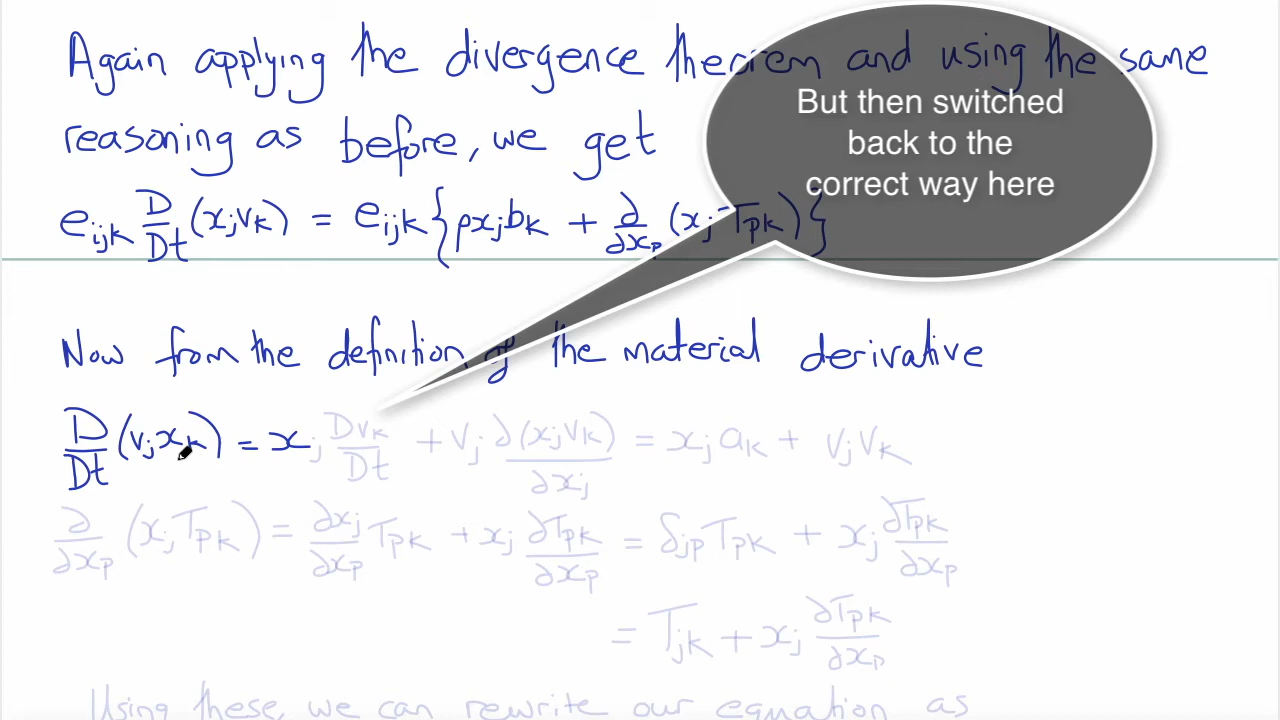 Again applying the divergence theorem and using the same
reasoning as before, we get
e_ijk D/Dt (x_j v_k) = e_ijk { ρx_j b_k + ∂/∂x_p (x_j T_pk) }
But then switched
back to the
correct way here
Now from the definition of the material derivative
D/Dt (v_j x_k) = x_j Dv_k/Dt + v_j ∂(x_j v_k)/∂x_j = x_j a_k + v_j v_k
∂/∂x_p (x_j T_pk) = ∂x_j/∂x_p T_pk + x_j ∂T_pk/∂x_p = δ_jp T_pk + x_j ∂T_pk/∂x_p
= T_jk + x_j ∂T_pk/∂x_p
Using these, we can rewrite our equation as